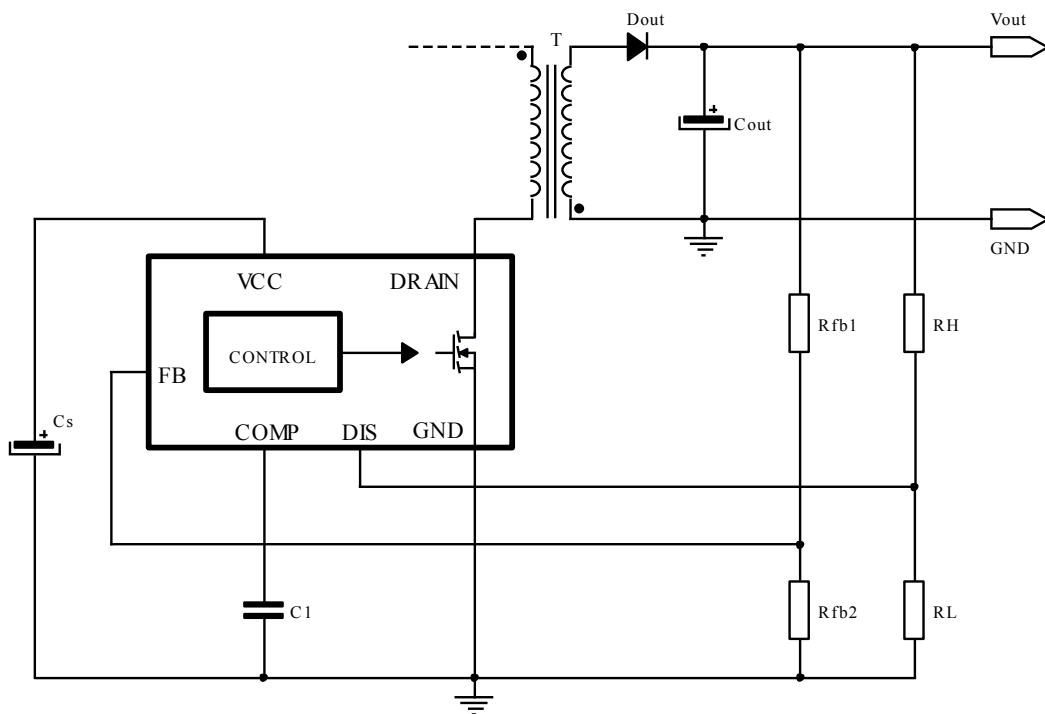 Dout
Vout
T
+
Cout
GND
VCC
DRAIN
Rfb1
RH
CONTROL
FB
Cs
+
COMP
DIS
GND
C1
Rfb2
RL